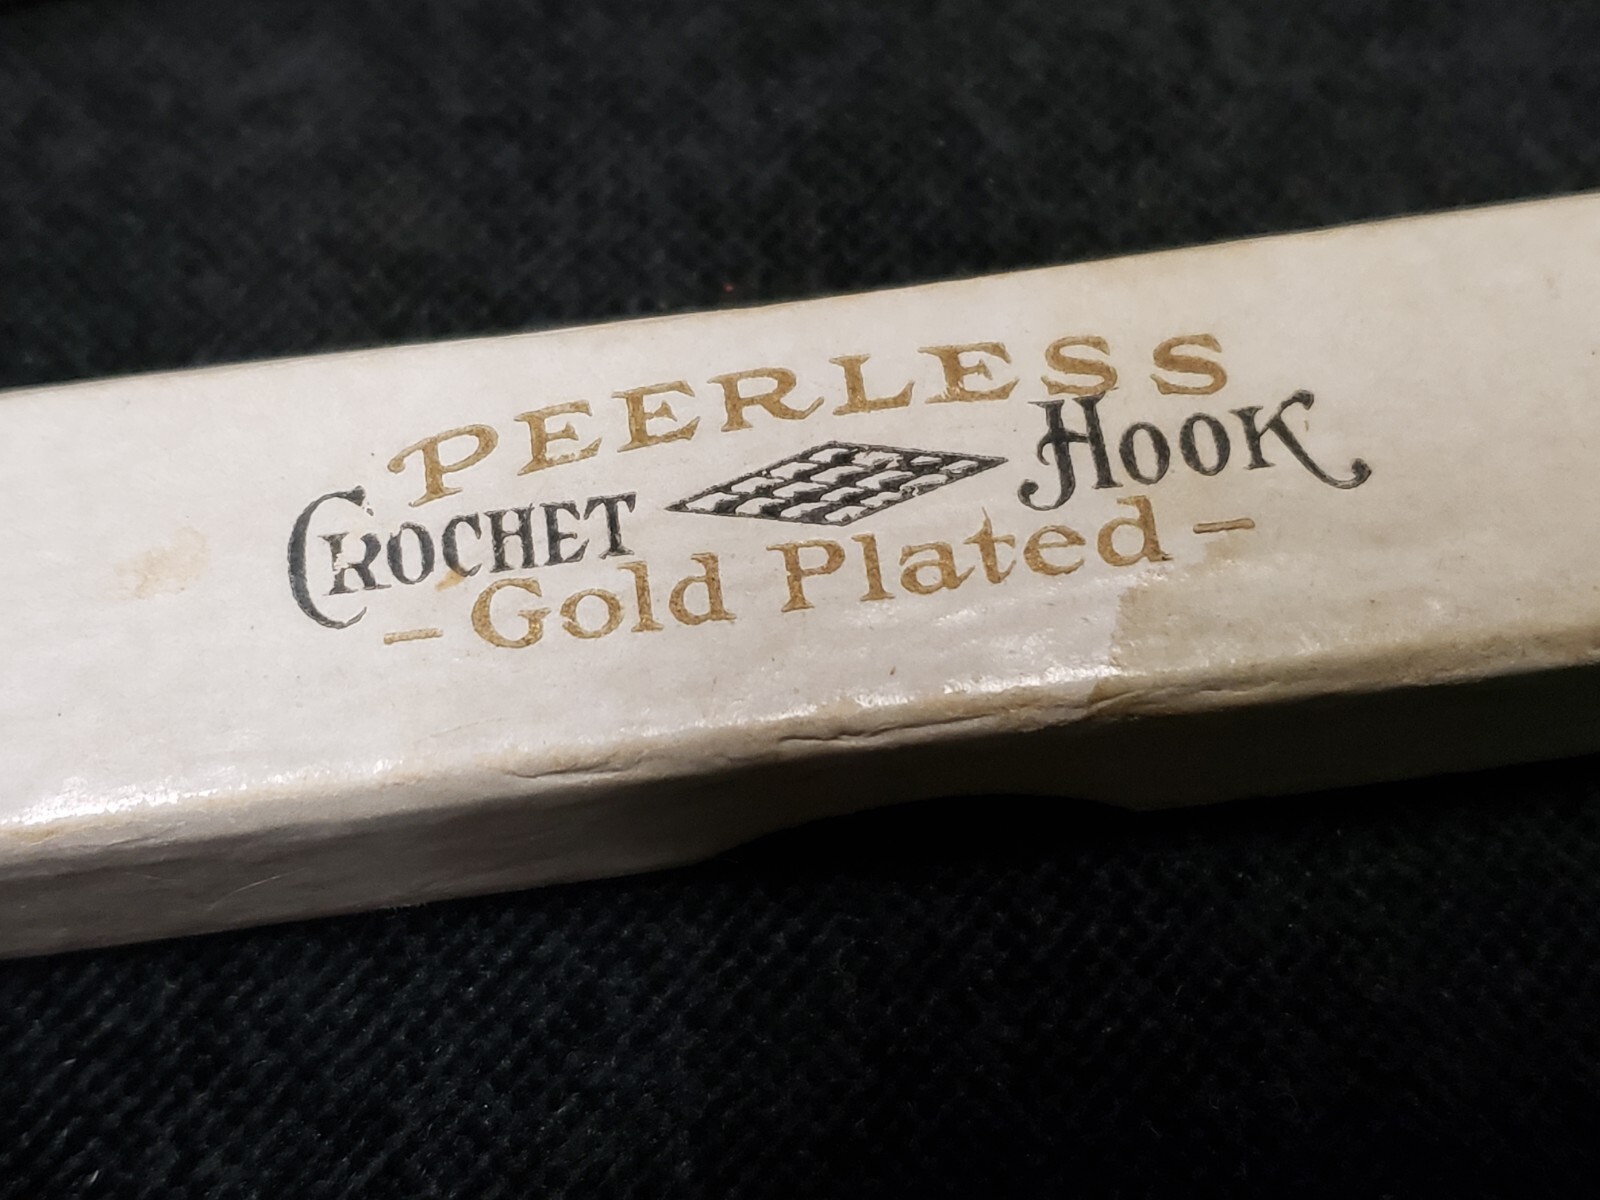 PEERLESS
CROCHET HOOK
- Gold Plated -